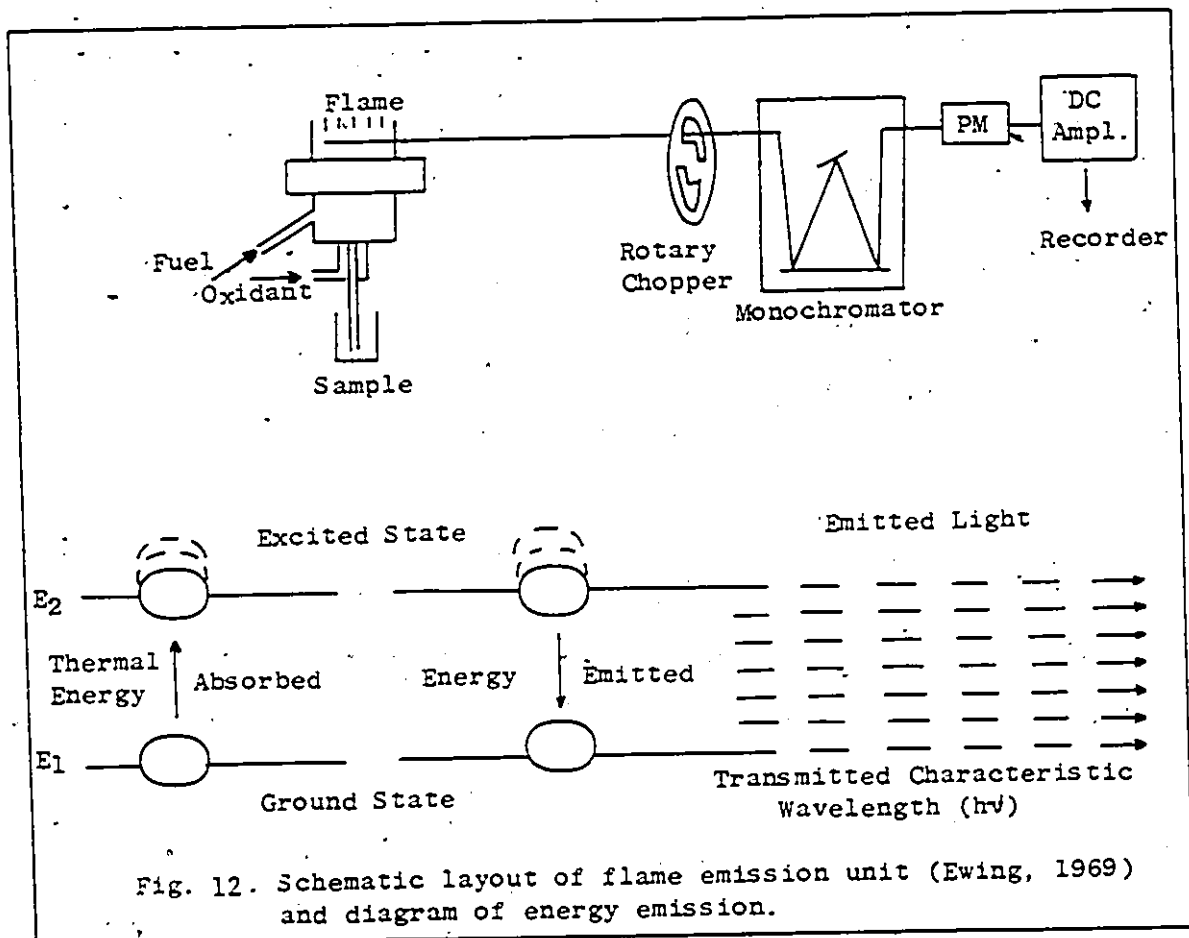 Flame
DC
Ampl.
PM
Recorder
Fuel
Oxidant
Rotary
Chopper
Monochromator
Sample
Excited State
Emitted Light
E2
Thermal
Energy
Absorbed
Energy
Emitted
E1
Ground State
Transmitted Characteristic
Wavelength (hν)
Fig. 12. Schematic layout of flame emission unit (Ewing, 1969)
and diagram of energy emission.